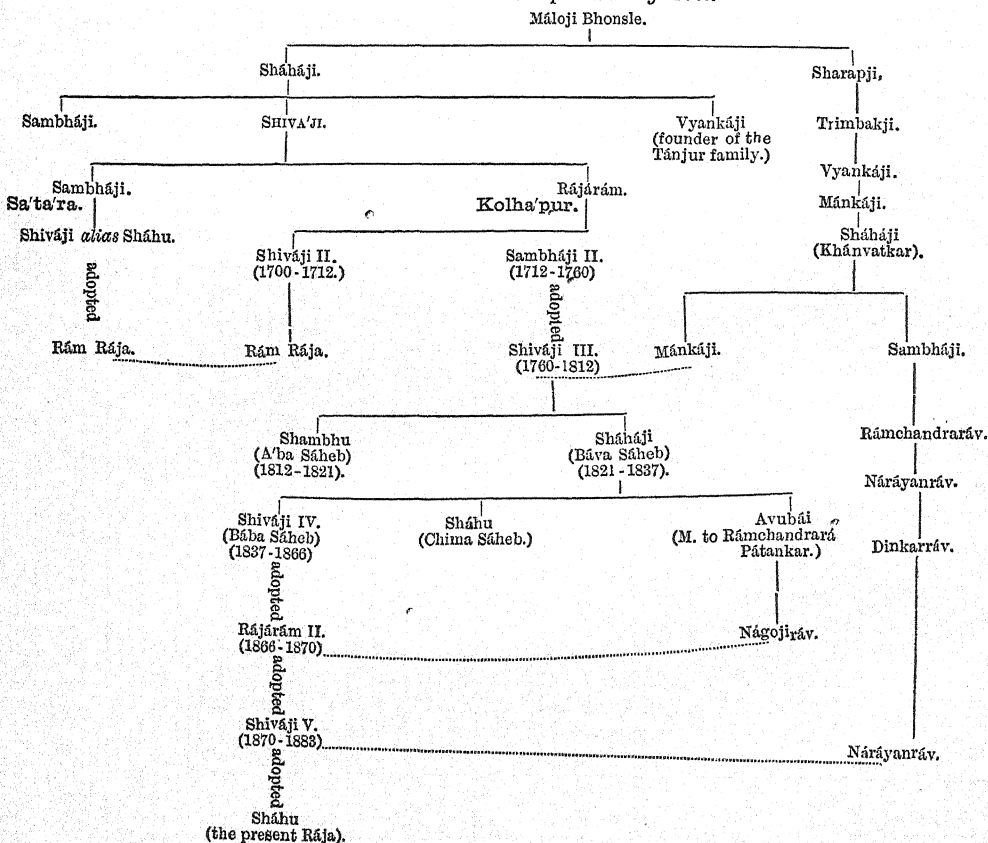 Máloji Bhonsle.
Sháháji.
Sharapji,
Sambháji.
SHIVA'JI.
Vyankáji
(founder of the
Tánjur family.)
Trimbakji.
Vyankáji.
Sambháji.
Rájárám.
Mánkáji.
Sa'ta'ra.
Kolha'pur.
Shiváji alias Sháhu.
Sháháji
(Khánvatkar).
Shiváji II.
(1700-1712.)
Sambháji II.
(1712-1760)
adopted
adopted
Rám Rája.
Rám Rája.
Shiváji III.
(1760-1812)
Mánkáji.
Sambháji.
Shambhu
(A'ba Sáheb)
(1812-1821).
Sháháji
(Báva Sáheb)
(1821-1837).
Rámchandraráv.
Náráyanráv.
Shiváji IV.
(Bába Sáheb)
(1837-1866)
Sháhu
(Chima Sáheb.)
Avubái
(M. to Rámchandrará
Pátankar.)
Dinkarráv.
adopted
Rájárám II.
(1866-1870)
Nágojiráv.
adopted
Shiváji V.
(1870-1883)
Náráyanráv.
adopted
Sháhu
(the present Rája).